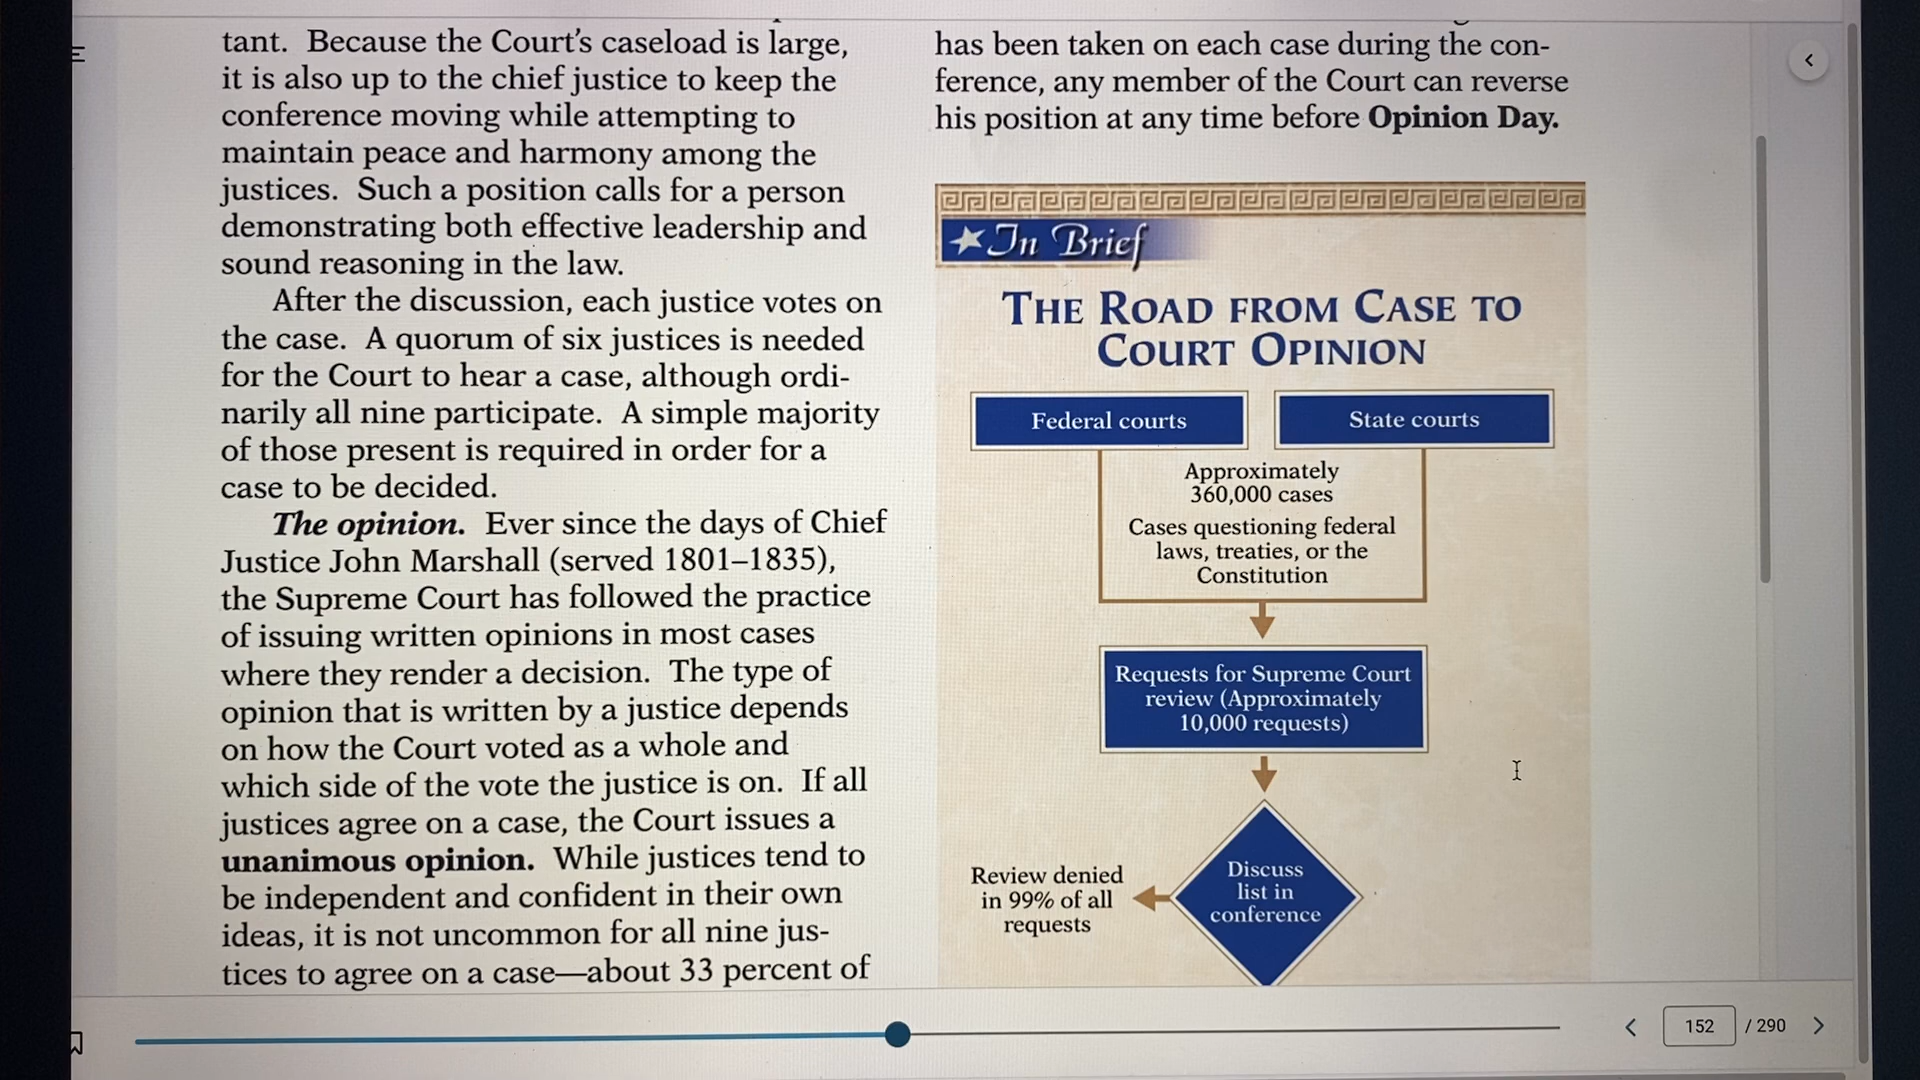 tant. Because the Court's caseload is large,
it is also up to the chief justice to keep the
conference moving while attempting to
maintain peace and harmony among the
justices. Such a position calls for a person
demonstrating both effective leadership and
sound reasoning in the law.
After the discussion, each justice votes on
the case. A quorum of six justices is needed
for the Court to hear a case, although ordi-
narily all nine participate. A simple majority
of those present is required in order for a
case to be decided.
The opinion. Ever since the days of Chief
Justice John Marshall (served 1801–1835),
the Supreme Court has followed the practice
of issuing written opinions in most cases
where they render a decision. The type of
opinion that is written by a justice depends
on how the Court voted as a whole and
which side of the vote the justice is on. If all
justices agree on a case, the Court issues a
unanimous opinion. While justices tend to
be independent and confident in their own
ideas, it is not uncommon for all nine jus-
tices to agree on a case—about 33 percent of
has been taken on each case during the con-
ference, any member of the Court can reverse
his position at any time before Opinion Day.
In Brief
THE ROAD FROM CASE TO
COURT OPINION
Federal courts
State courts
Approximately
360,000 cases
Cases questioning federal
laws, treaties, or the
Constitution
Requests for Supreme Court
review (Approximately
10,000 requests)
Discuss
list in
conference
Review denied
in 99% of all
requests
152 / 290